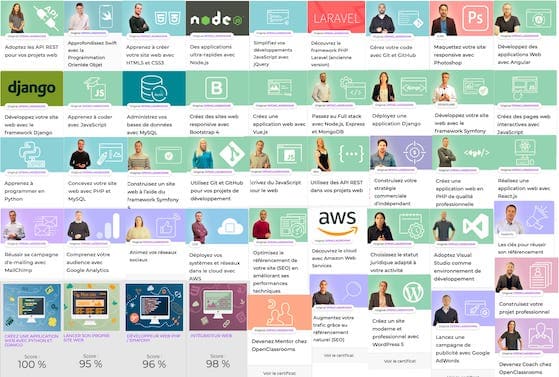 Adoptez les API REST
pour vos projets web
Approfondissez Swift
avec la
Programmation
Orientée Objet
Apprenez à créer
votre site web avec
HTML5 et CSS3
node
Des applications
ultra-rapides avec
Node.js
Simplifiez vos
développements
JavaScript avec
jQuery
LARAVEL
Découvrez le
framework PHP
Laravel (ancienne
version)
Gérez votre code
avec Git et GitHub
Ps
Maquettez votre site
responsive avec
Photoshop
Développez des
applications Web
avec Angular
django
Développez votre site
web avec le
framework Django
JS
Apprenez à coder
avec JavaScript
Administrez vos
bases de données
avec MySQL
B
Créez des sites web
responsive avec
Bootstrap 4
Créez une
application web avec
Vue.js
Passez au Full stack
avec Node.js, Express
et MongoDB
Déployez une
application Django
Développez votre site
web avec le
framework Symfony
Créez des pages web
interactives avec
JavaScript
Apprenez à
programmer en
Python
Concevez votre site
web avec PHP et
MySQL
Construisez un site
web à l'aide du
framework Symfony
Utilisez Git et GitHub
pour vos projets de
développement
Écrivez du JavaScript
pour le web
Utilisez des API REST
dans vos projets web
Construisez votre
stratégie
commerciale
d'indépendant
Créez une
application web en
PHP de qualité
professionnelle
Réalisez une
application web avec
React.js
Réussir sa campagne
d'e-mailing avec
MailChimp
Comprenez votre
audience avec
Google Analytics
Animez vos réseaux
sociaux
Déployez vos
systèmes et réseaux
dans le cloud avec
AWS
Optimisez le
référencement de
votre site (SEO) en
améliorant ses
performances
techniques
aws
Découvrez le cloud
avec Amazon Web
Services
Choisissez le statut
juridique adapté à
votre activité
Adoptez Visual
Studio comme
environnement de
développement
Les clés pour réussir
son référencement
web
CRÉEZ UNE APPLICATION
WEB AVEC PYTHON ET
DJANGO
Score :
100 %
LANCER SON PROPRE
SITE WEB
Score :
95 %
DÉVELOPPEUR WEB PHP
/ SYMFONY
Score :
96 %
INTÉGRATEUR WEB
Score :
98 %
Devenez Mentor chez
OpenClassrooms
Voir le certificat
Augmentez votre
trafic grâce au
référencement
naturel (SEO)
Voir le certificat
Créez un site
moderne et
professionnel avec
WordPress 5
Voir le certificat
Lancez une
campagne de
publicité avec Google
AdWords
Construisez votre
projet professionnel
Devenez Coach chez
OpenClassrooms